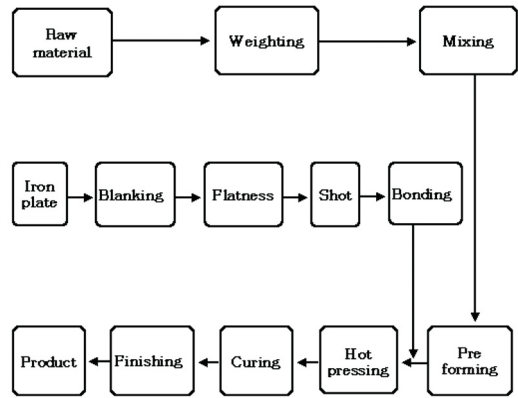 Raw
material
Weighting
Mixing
Iron
plate
Blanking
Flatness
Shot
Bonding
Product
Finishing
Curing
Hot
pressing
Pre
forming